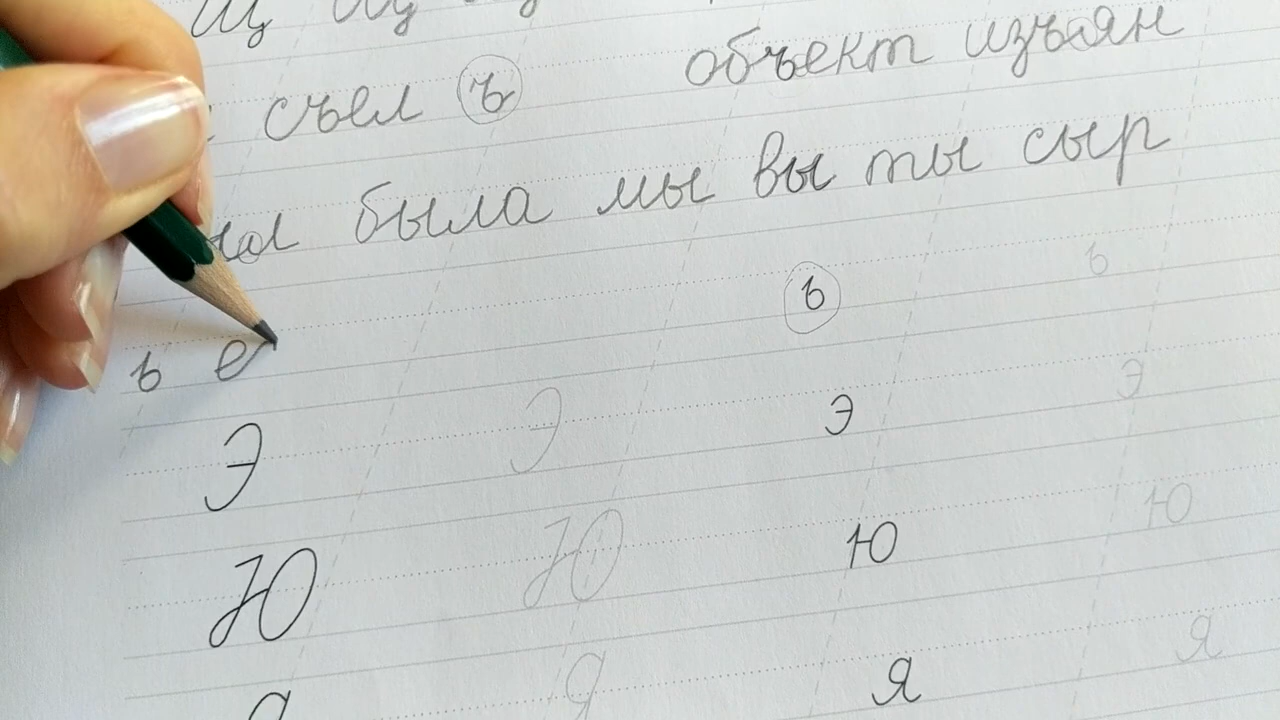 Щ Щ
съел ъ объект изъян
была мы вы ты сыр
ь е ь ь
Э Э э э
Ю Ю ю ю
Я Я я я